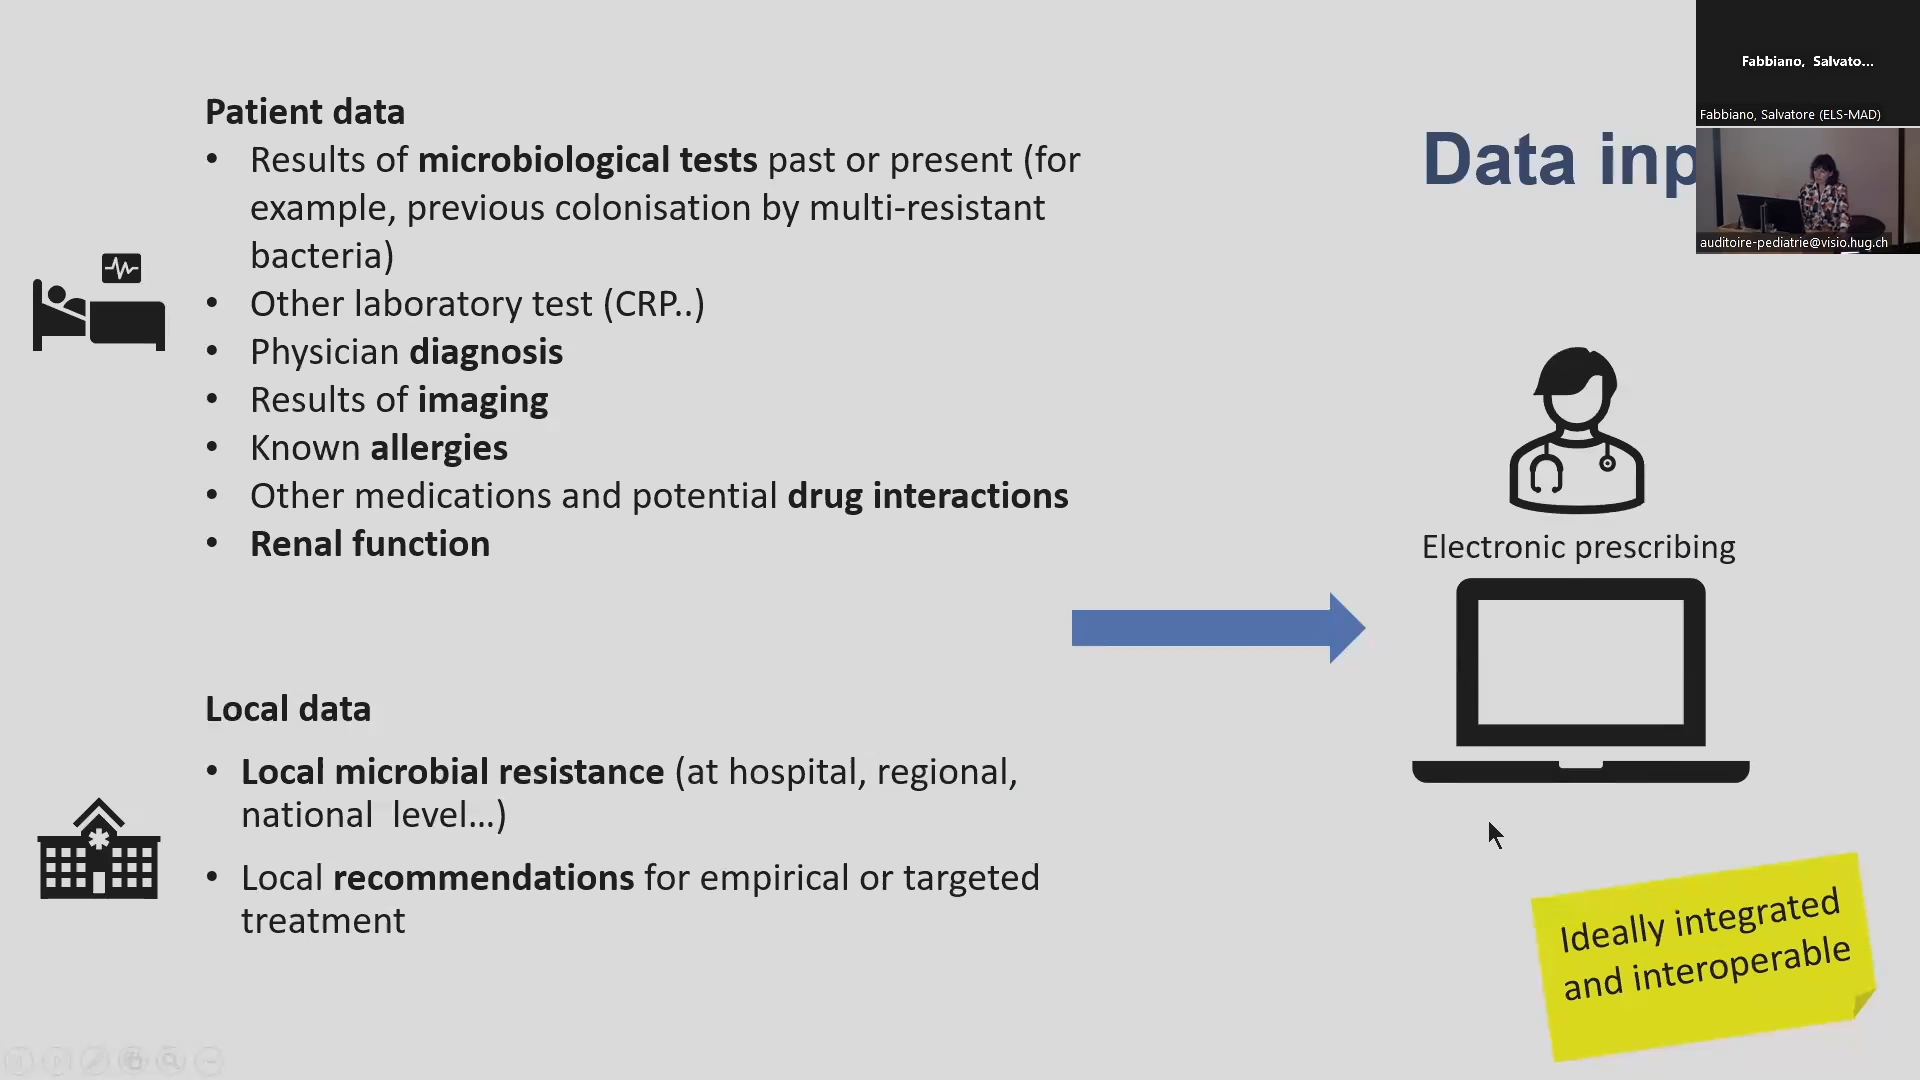 Patient data
• Results of microbiological tests past or present (for
example, previous colonisation by multi-resistant
bacteria)
• Other laboratory test (CRP..)
• Physician diagnosis
• Results of imaging
• Known allergies
• Other medications and potential drug interactions
• Renal function
Local data
• Local microbial resistance (at hospital, regional,
national level...)
• Local recommendations for empirical or targeted
treatment
Data inp
Fabbiano, Salvato...
Fabbiano, Salvatore (ELS-MAD)
auditoire-pediatrie@visio.hug.ch
Electronic prescribing
Ideally integrated
and interoperable